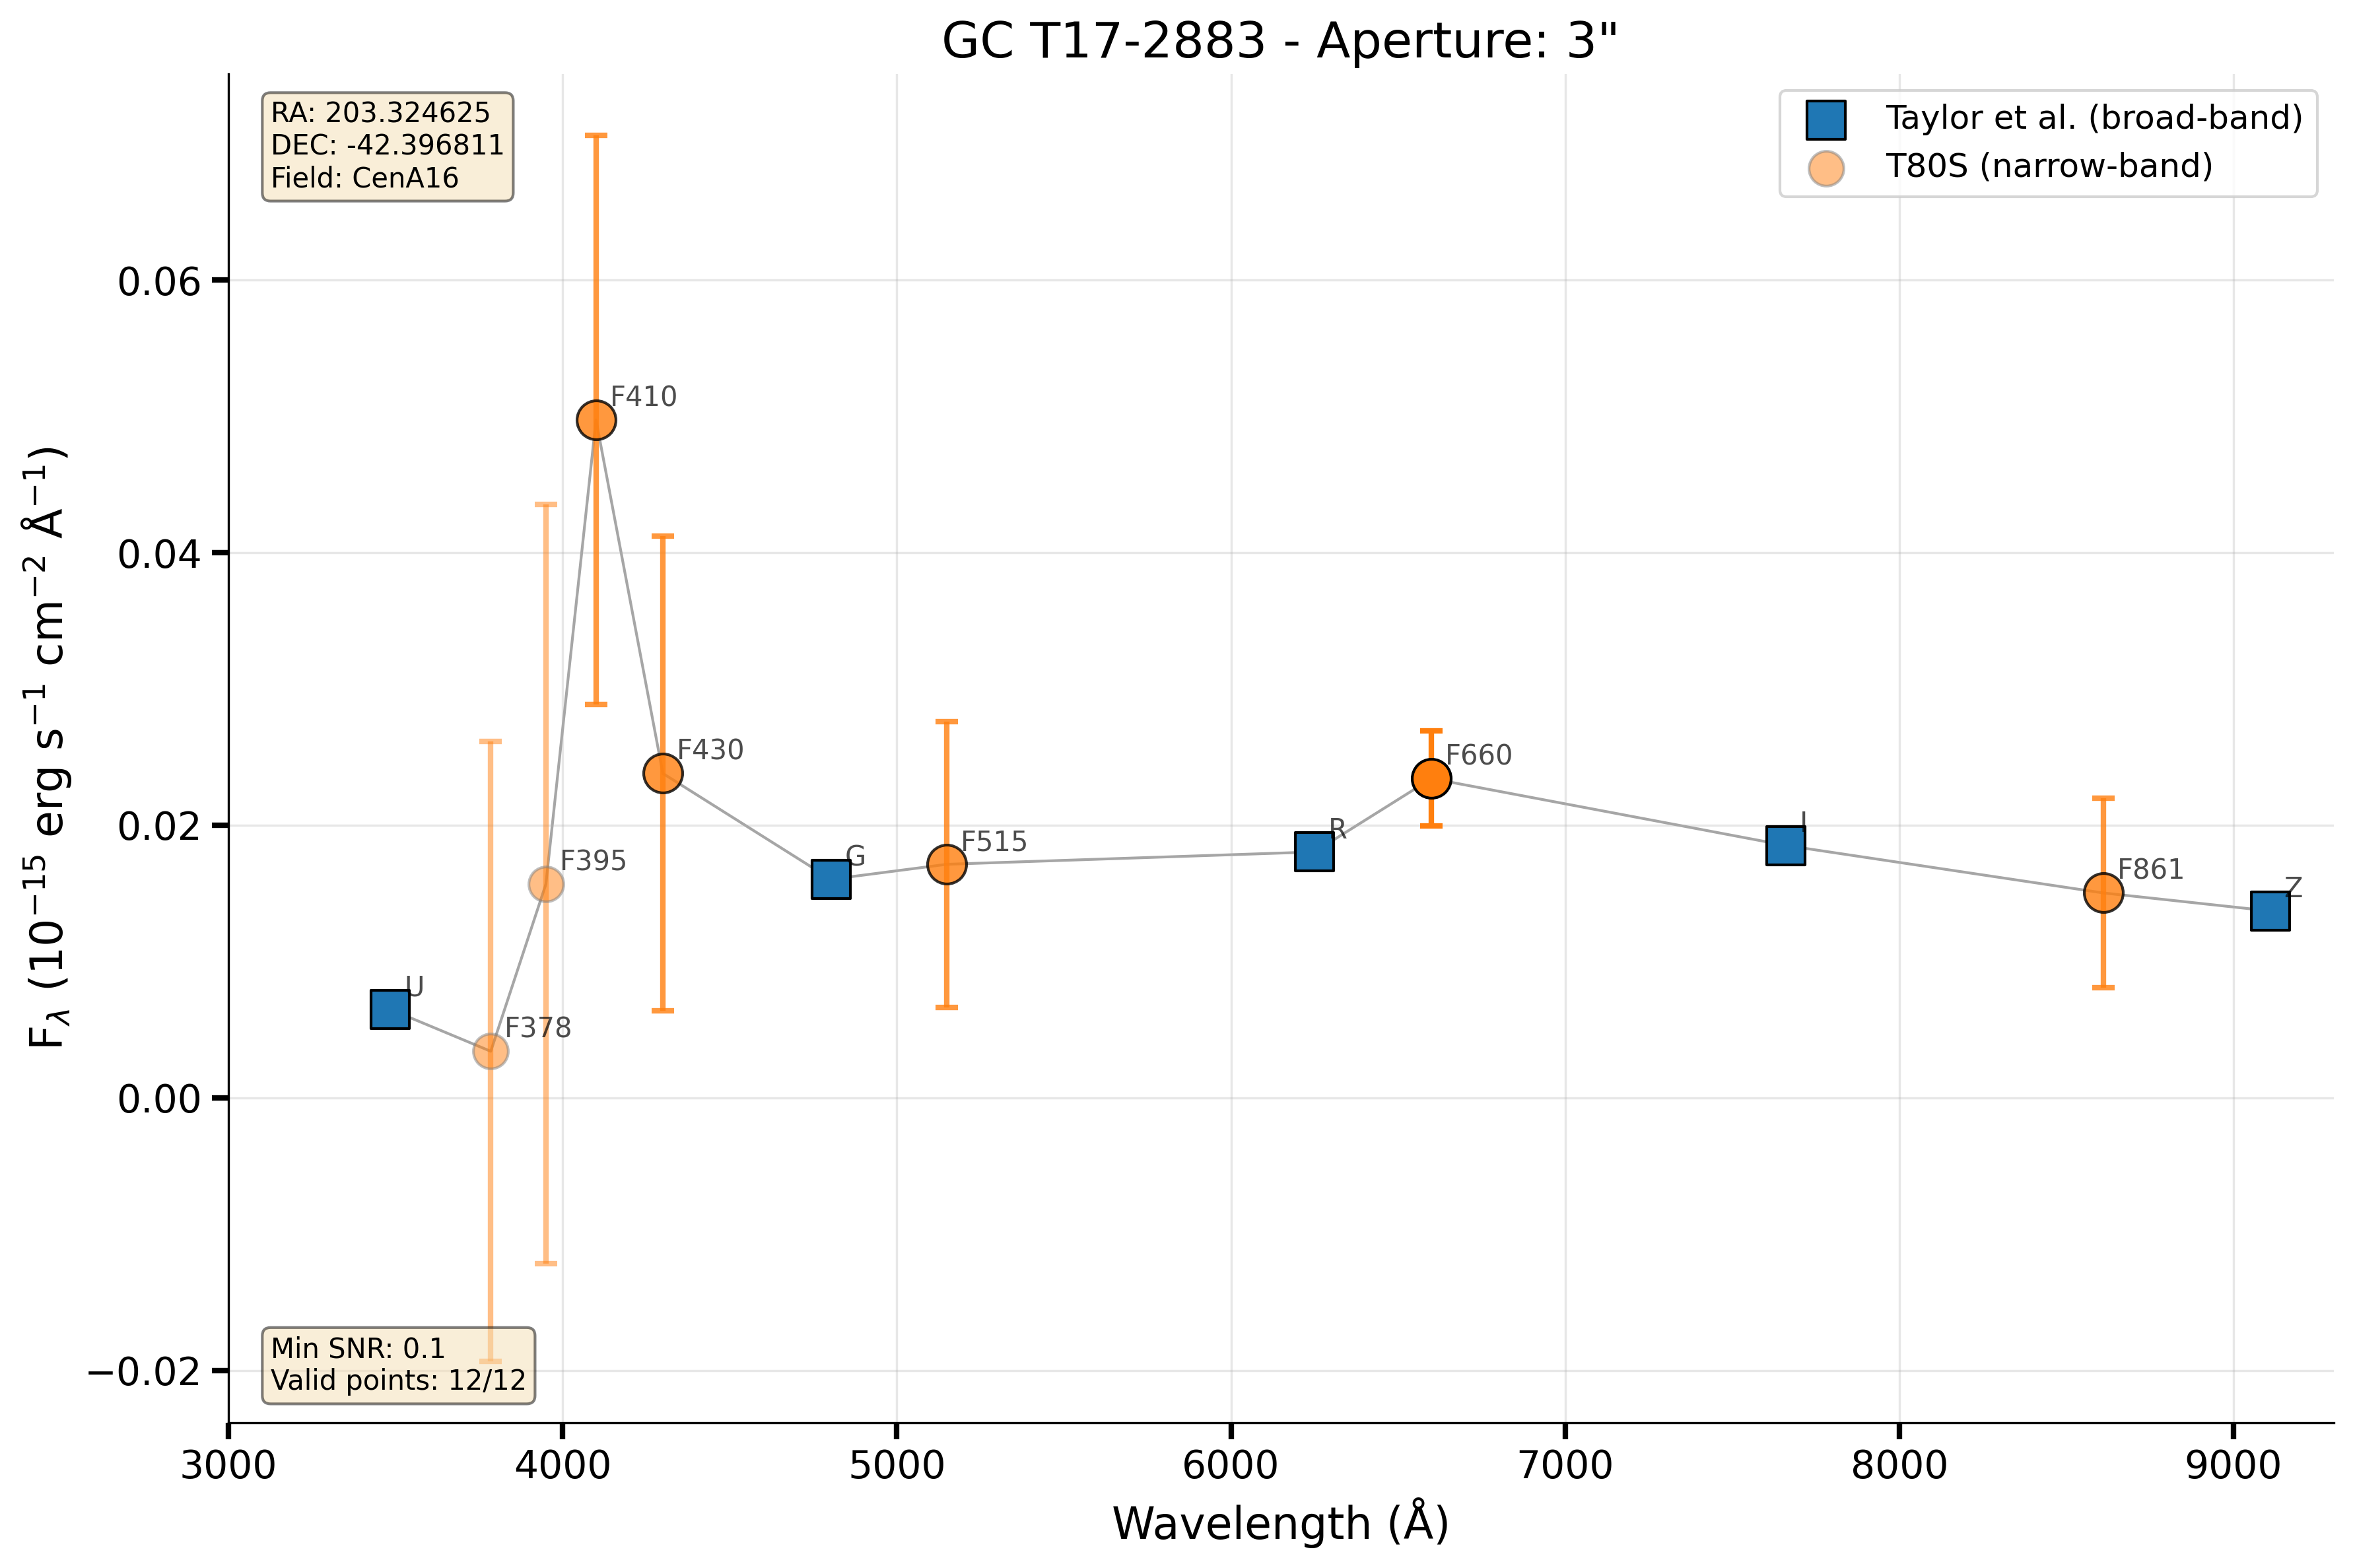 GC T17-2883 - Aperture: 3"
RA: 203.324625
DEC: -42.396811
Field: CenA16
Taylor et al. (broad-band)
T80S (narrow-band)
F410
F430
F395
F378
U
G
F515
R
F660
I
F861
Z
0.06
0.04
0.02
0.00
−0.02
F_λ (10⁻¹⁵ erg s⁻¹ cm⁻² Å⁻¹)
Min SNR: 0.1
Valid points: 12/12
3000 4000 5000 6000 7000 8000 9000
Wavelength (Å)